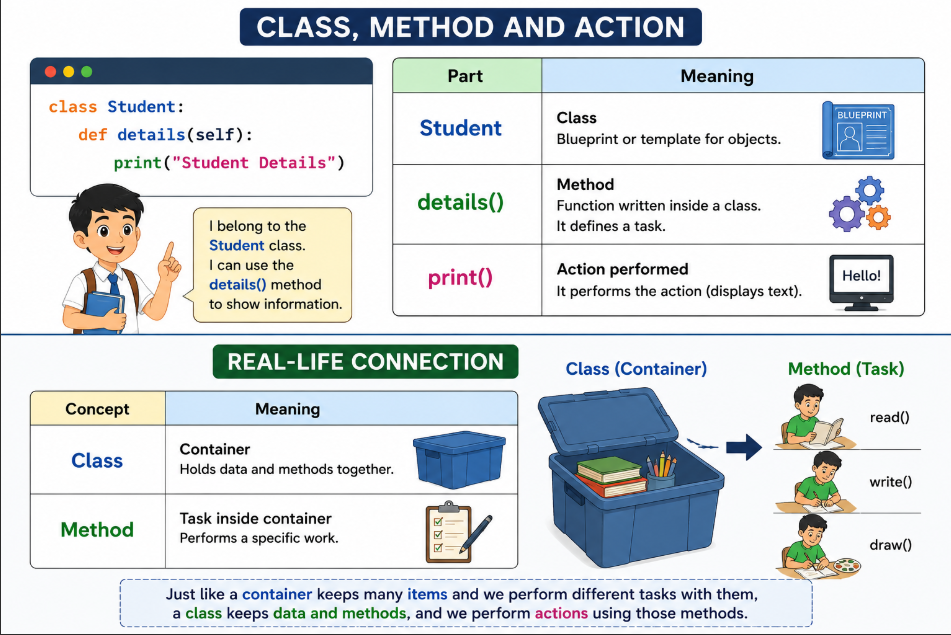 CLASS, METHOD AND ACTION
class Student:
def details(self):
print("Student Details")
I belong to the
Student class.
I can use the
details() method
to show information.
Part Meaning
Student
Class
Blueprint or template for objects.
BLUEPRINT
details()
Method
Function written inside a class.
It defines a task.
print()
Action performed
It performs the action (displays text).
Hello!
REAL-LIFE CONNECTION
Concept Meaning
Class
Container
Holds data and methods together.
Method
Task inside container
Performs a specific work.
Class (Container)
Method (Task)
read()
write()
draw()
Just like a container keeps many items and we perform different tasks with them,
a class keeps data and methods, and we perform actions using those methods.